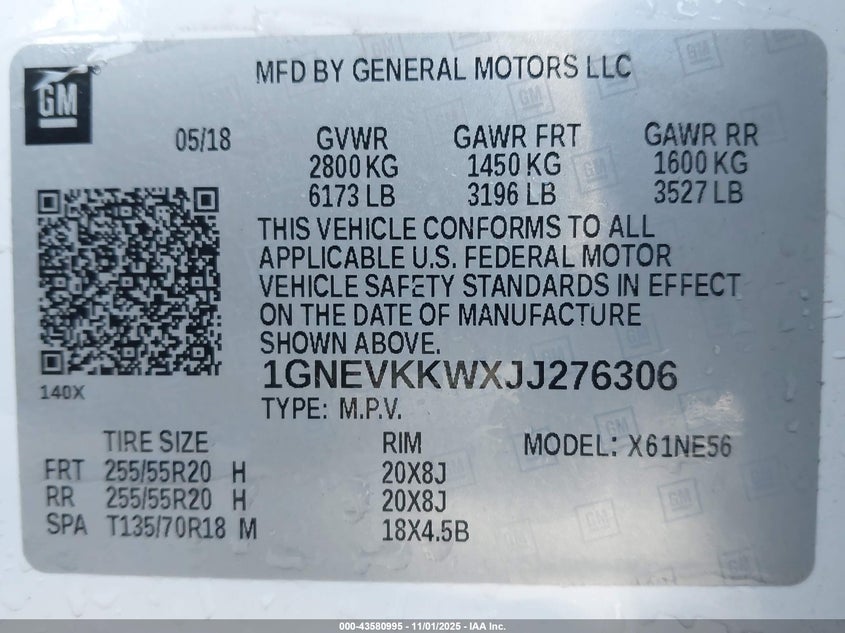 GM
MFD BY GENERAL MOTORS LLC
05/18 GVWR GAWR FRT GAWR RR
2800 KG 1450 KG 1600 KG
6173 LB 3196 LB 3527 LB
THIS VEHICLE CONFORMS TO ALL
APPLICABLE U.S. FEDERAL MOTOR
VEHICLE SAFETY STANDARDS IN EFFECT
ON THE DATE OF MANUFACTURE
SHOWN ABOVE.
140X
1GNEVKKWXJJ276306
TYPE: M.P.V.
TIRE SIZE RIM MODEL: X61NE56
FRT 255/55R20 H 20X8J
RR 255/55R20 H 20X8J
SPA T135/70R18 M 18X4.5B
000-43580995 - 11/01/2025 - IAA Inc.